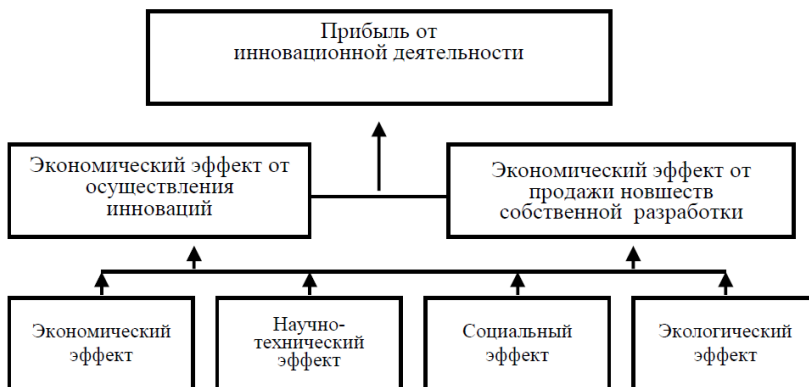 Прибыль от
инновационной деятельности
Экономический эффект от
осуществления
инноваций
Экономический эффект от
продажи новшеств
собственной разработки
Экономический
эффект
Научно-
технический
эффект
Социальный
эффект
Экологический
эффект